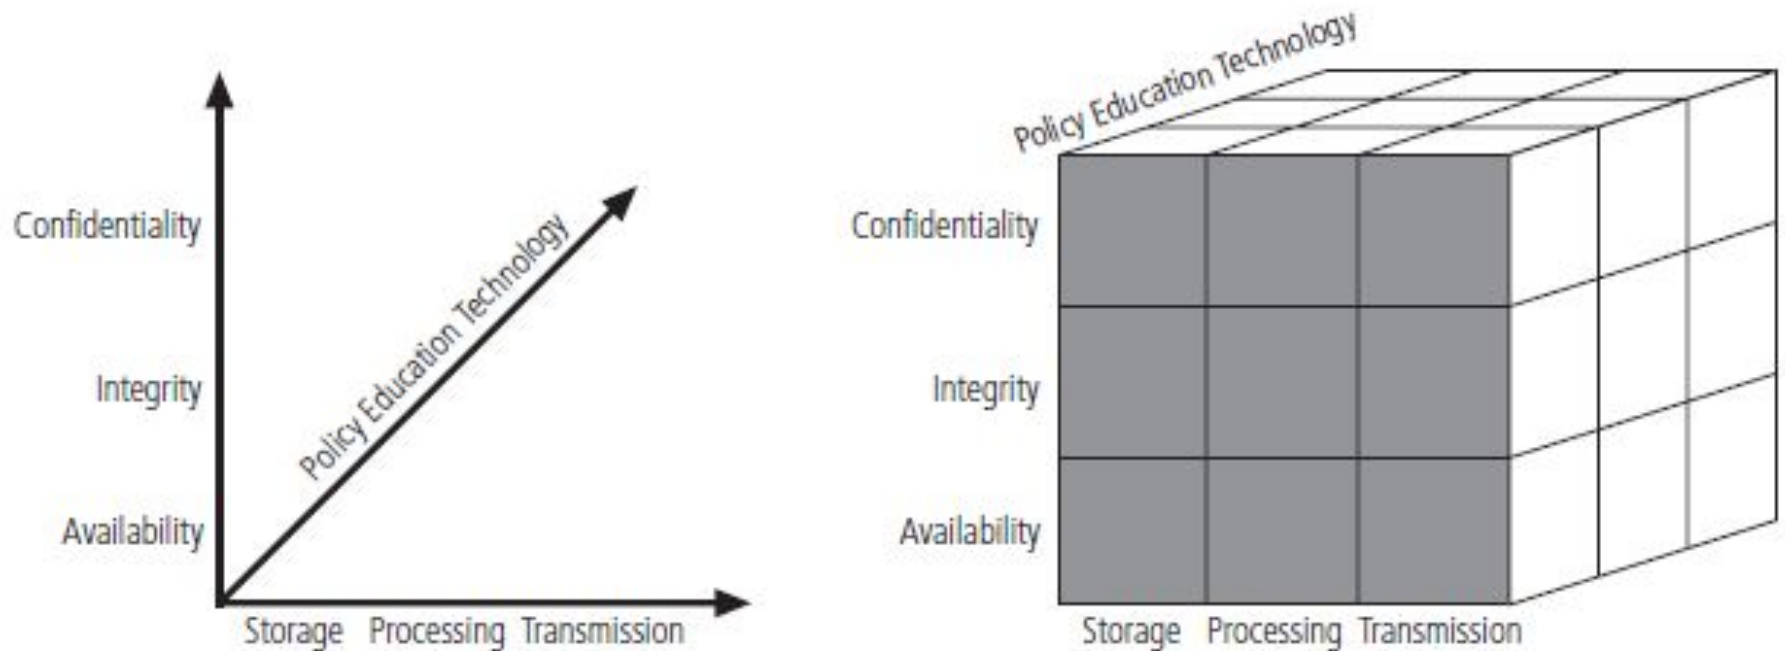 Policy Education Technology
Confidentiality
Integrity
Availability
Storage Processing Transmission
Policy Education Technology
Confidentiality
Integrity
Availability
Storage Processing Transmission